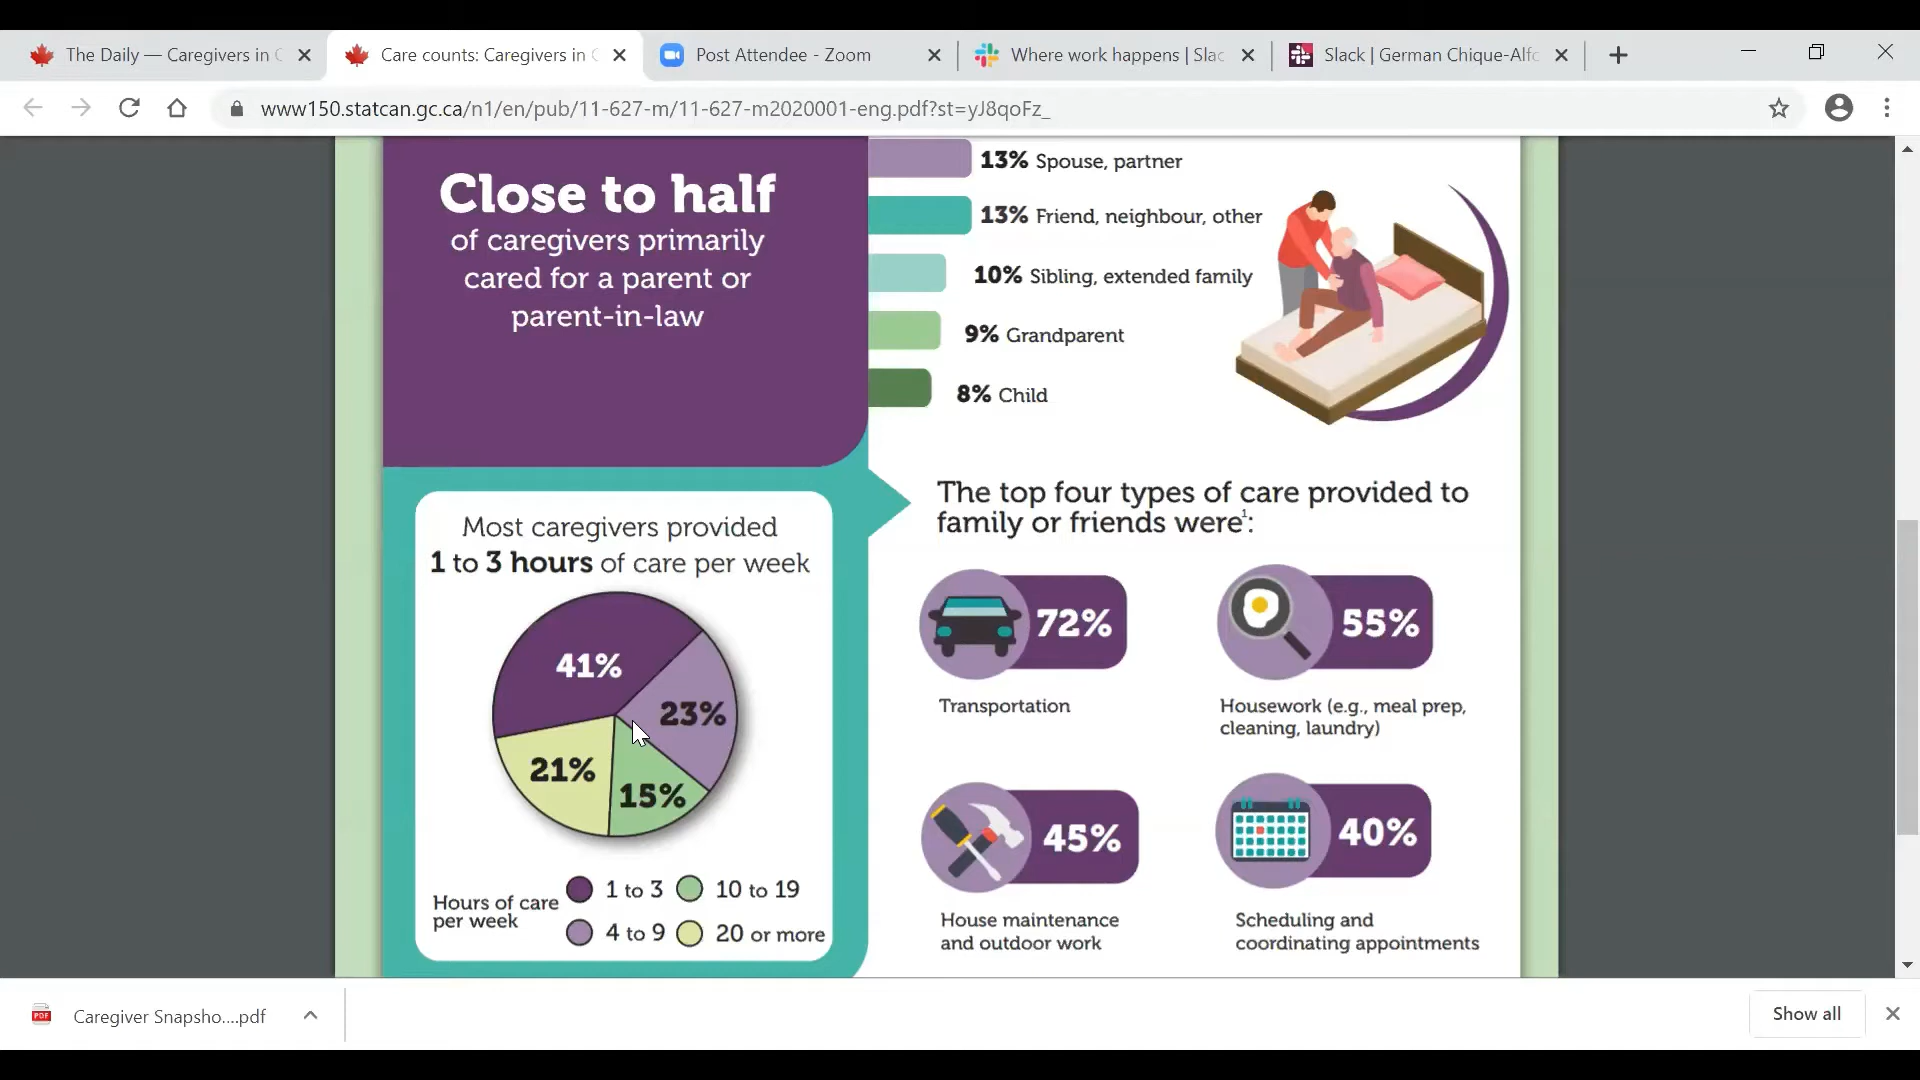 The Daily — Caregivers in C
Care counts: Caregivers in C
Post Attendee - Zoom
Where work happens | Slac
Slack | German Chique-Alfo
www150.statcan.gc.ca/n1/en/pub/11-627-m/11-627-m2020001-eng.pdf?st=yJ8qoFz_
Close to half
of caregivers primarily
cared for a parent or
parent-in-law
13% Spouse, partner
13% Friend, neighbour, other
10% Sibling, extended family
9% Grandparent
8% Child
Most caregivers provided
1 to 3 hours of care per week
41%
23%
21%
15%
Hours of care
per week
1 to 3
10 to 19
4 to 9
20 or more
The top four types of care provided to
family or friends were¹:
72%
Transportation
55%
Housework (e.g., meal prep,
cleaning, laundry)
45%
House maintenance
and outdoor work
40%
Scheduling and
coordinating appointments
PDF
Caregiver Snapsho....pdf
Show all